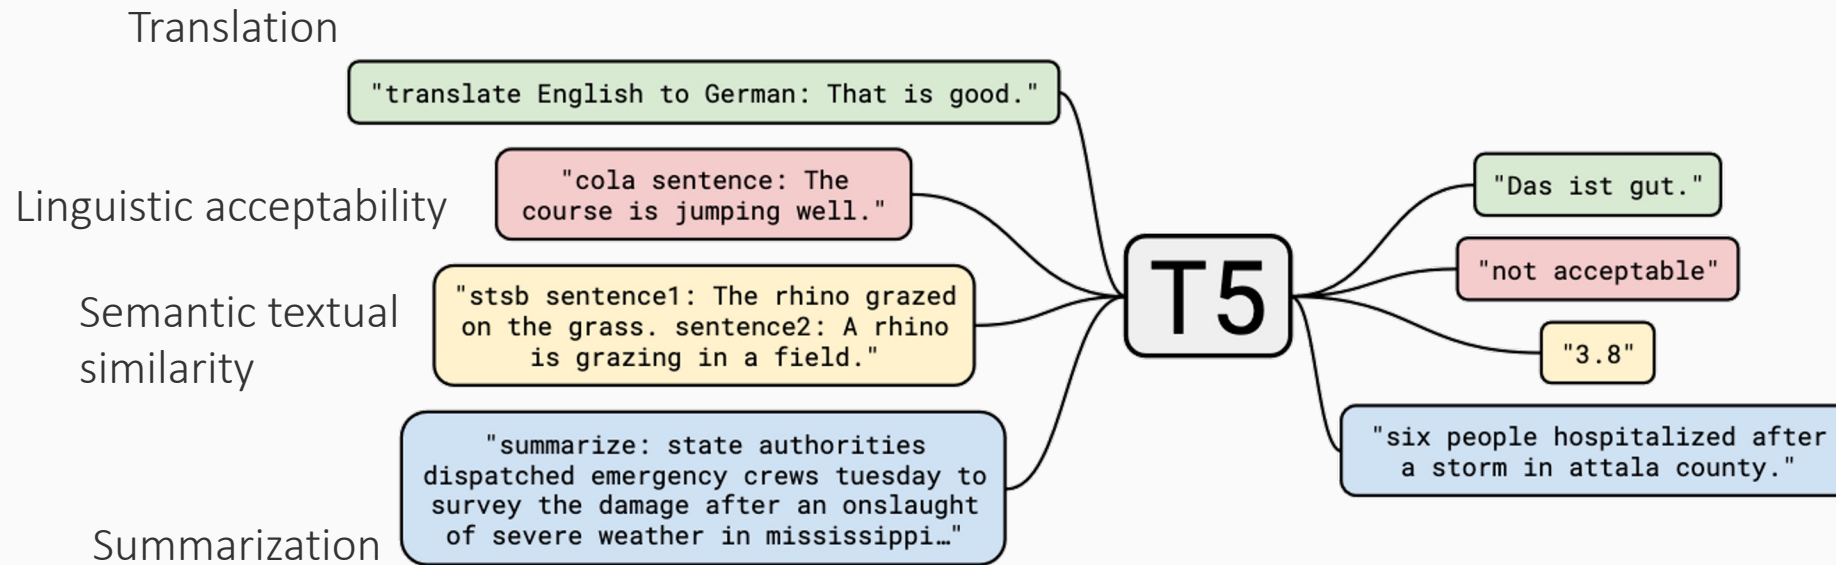 Translation
"translate English to German: That is good."
Linguistic acceptability
"cola sentence: The
course is jumping well."
Semantic textual
similarity
"stsb sentence1: The rhino grazed
on the grass. sentence2: A rhino
is grazing in a field."
Summarization
"summarize: state authorities
dispatched emergency crews tuesday to
survey the damage after an onslaught
of severe weather in mississippi…"
T5
"Das ist gut."
"not acceptable"
"3.8"
"six people hospitalized after
a storm in attala county."